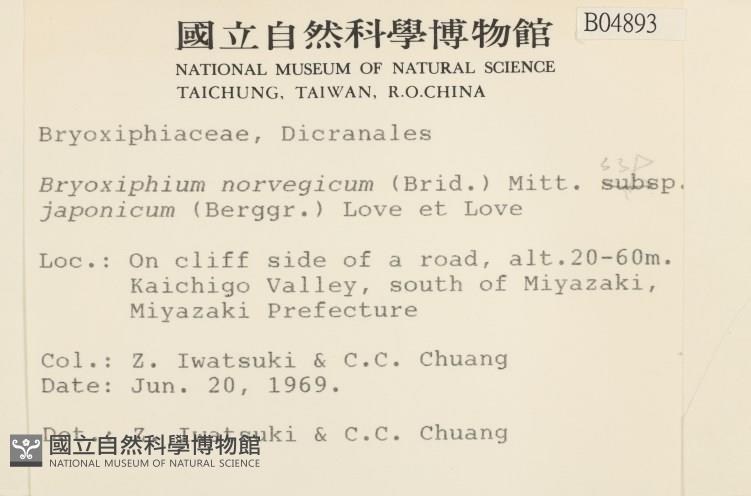 國立自然科學博物館
B04893
NATIONAL MUSEUM OF NATURAL SCIENCE
TAICHUNG, TAIWAN, R.O.CHINA
Bryoxiphiaceae, Dicranales
ssp
Bryoxiphium norvegicum (Brid.) Mitt. subsp.
japonicum (Berggr.) Love et Love
Loc.: On cliff side of a road, alt.20-60m.
Kaichigo Valley, south of Miyazaki,
Miyazaki Prefecture
Col.: Z. Iwatsuki & C.C. Chuang
Date: Jun. 20, 1969.
Det.: Z. Iwatsuki & C.C. Chuang
國立自然科學博物館
NATIONAL MUSEUM OF NATURAL SCIENCE